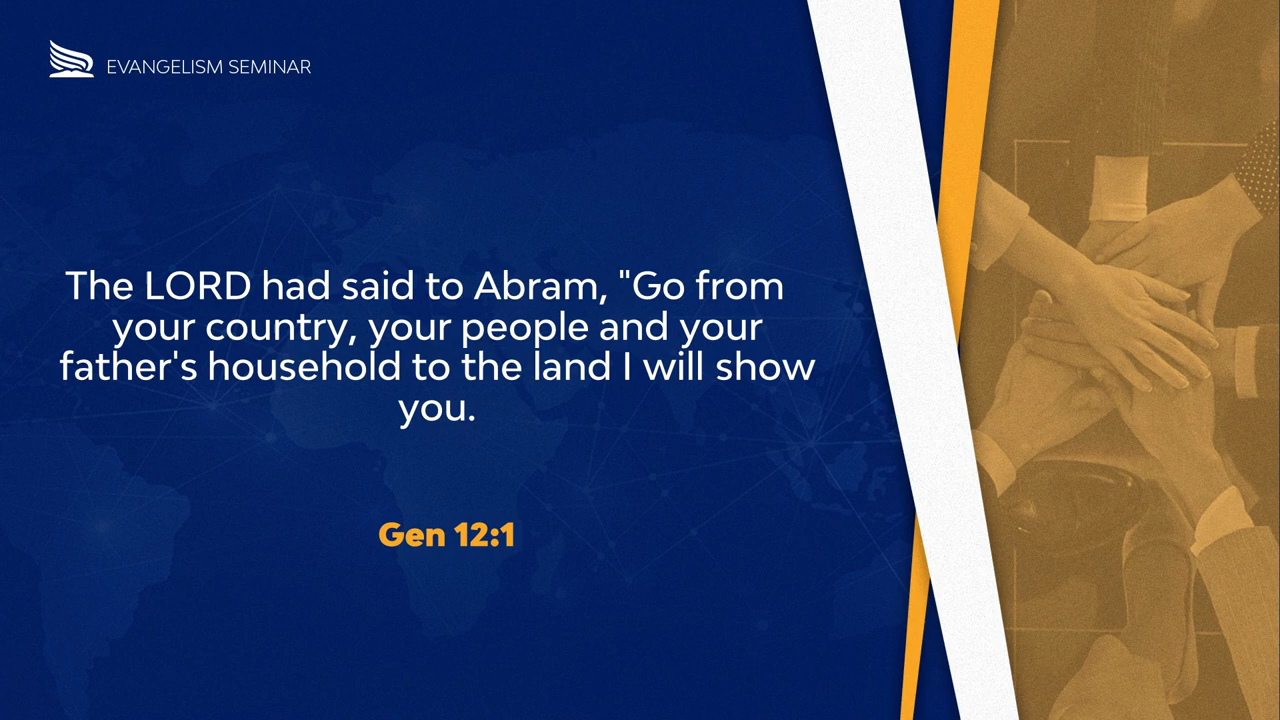 EVANGELISM SEMINAR
The LORD had said to Abram, "Go from
your country, your people and your
father's household to the land I will show
you.
Gen 12:1